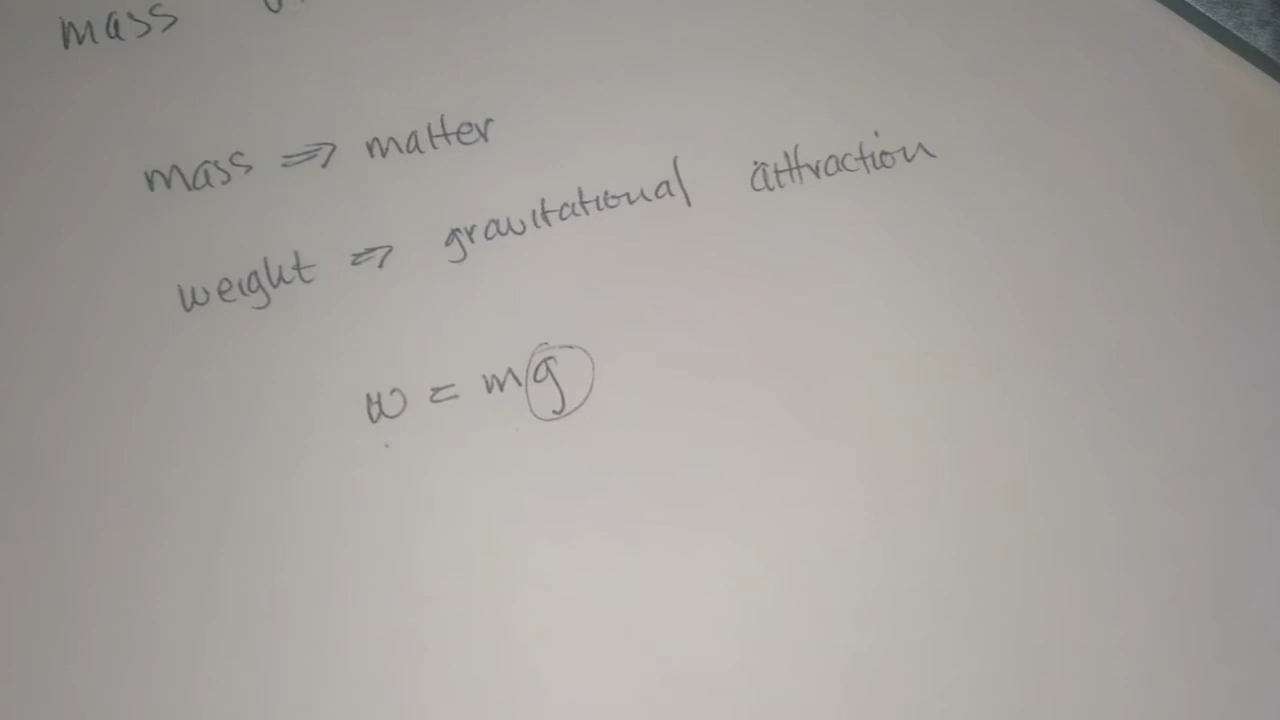 mass
mass ⇒ matter
weight ⇒ gravitational attraction
w = mg